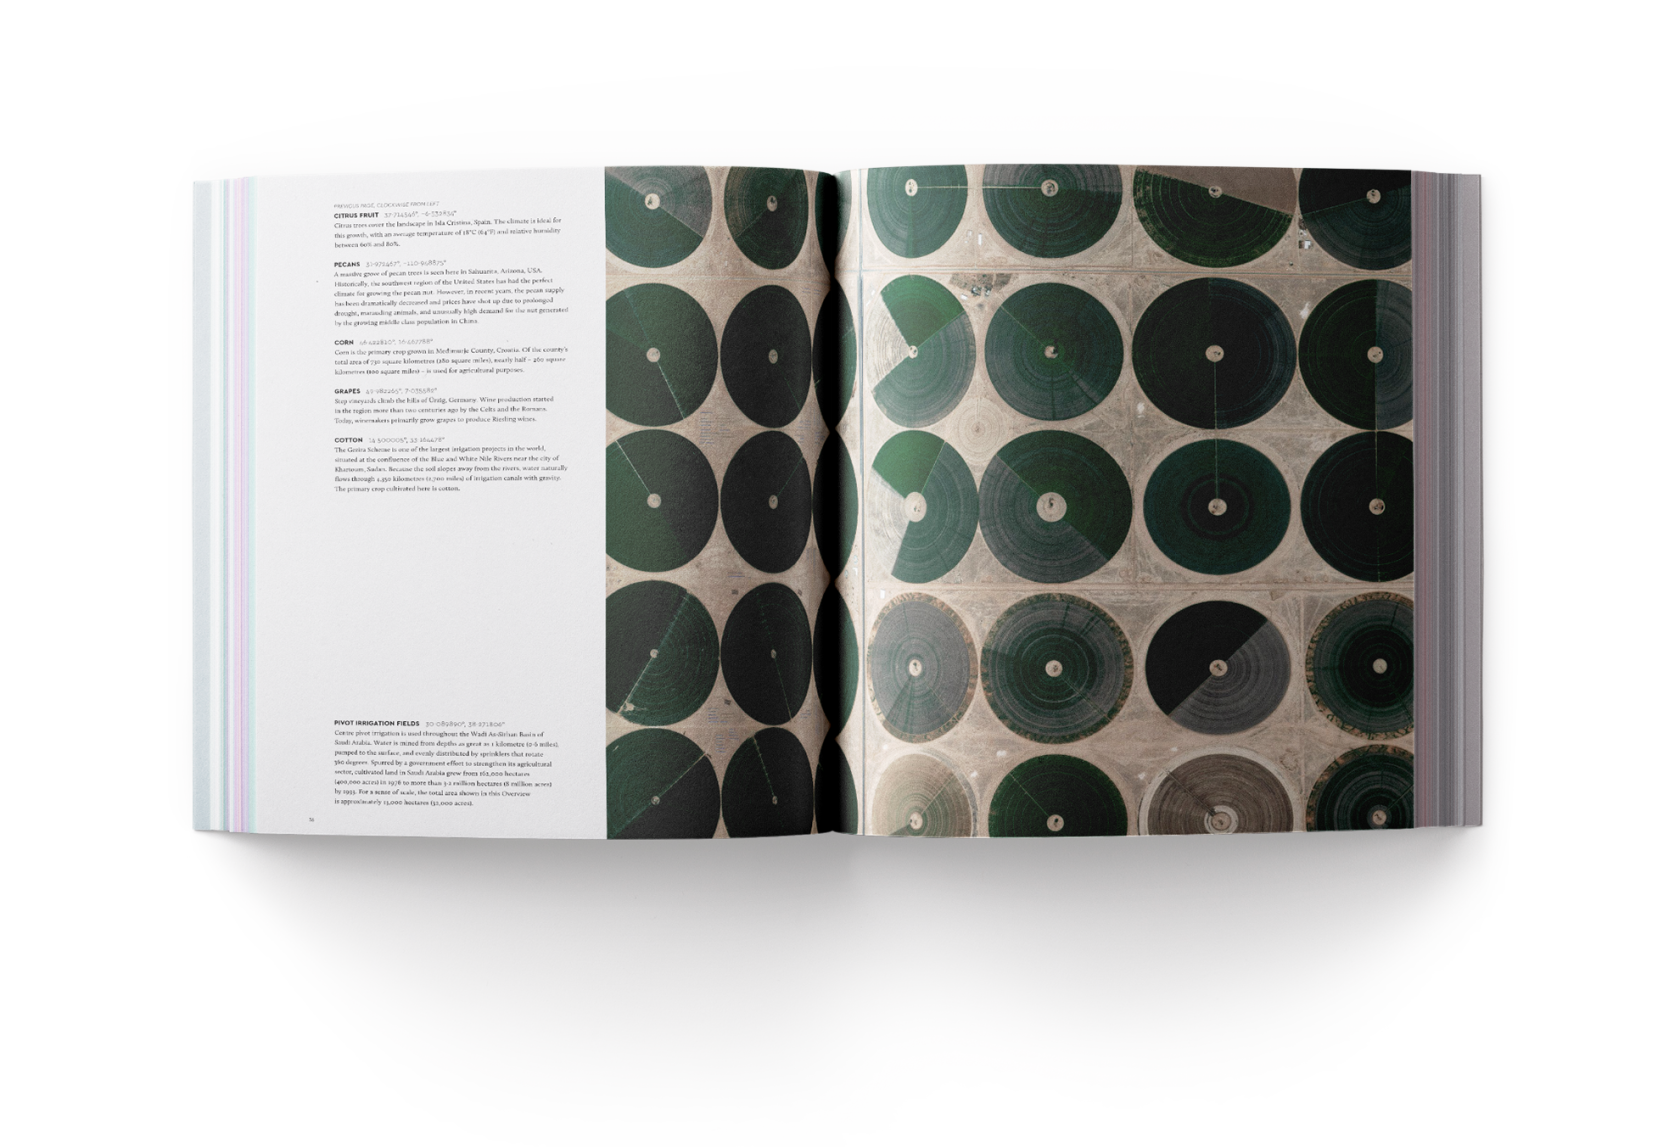 PREVIOUS PAGE, CLOCKWISE FROM LEFT
CITRUS FRUIT 37·714546°, –6·532834°
Citrus trees cover the landscape in Isla Cristina, Spain. The climate is ideal for
this growth, with an average temperature of 18°C (64°F) and relative humidity
between 60% and 80%.
PECANS 31·972467°, –110·948875°
A massive grove of pecan trees is seen here in Sahuarita, Arizona, USA.
Historically, the southwest region of the United States has had the perfect
climate for growing the pecan nut. However, in recent years, the pecan supply
has been dramatically decreased and prices have shot up due to prolonged
drought, marauding animals, and unusually high demand for the nut generated
by the growing middle class population in China.
CORN
Corn is the primary crop grown in Međimurje County, Croatia. Of the county's
total area of 730 square kilometres (280 square miles), nearly half – 360 square
kilometres (200 square miles) – is used for agricultural purposes.
GRAPES
Step vineyards climb the hills of Ürzig, Germany. Wine production started
in the region more than two centuries ago by the Celts and the Romans.
Today, winemakers primarily grow grapes to produce Riesling wines.
COTTON
The Gezira Scheme is one of the largest irrigation projects in the world,
situated at the confluence of the Blue and White Nile Rivers near the city of
Khartoum, Sudan. Because the soil slopes away from the rivers, water naturally
flows through 4,350 kilometres (2,700 miles) of irrigation canals with gravity.
The primary crop cultivated here is cotton.
PIVOT IRRIGATION FIELDS 30·089890°, 38·271806°
Centre pivot irrigation is used throughout the Wadi As-Sirhan Basin of
Saudi Arabia. Water is mined from depths as great as 1 kilometre (0·6 miles),
pumped to the surface, and evenly distributed by sprinklers that rotate
360 degrees. Spurred by a government effort to strengthen its agricultural
sector, cultivated land in Saudi Arabia grew from 162,000 hectares
(400,000 acres) in 1976 to more than 3·2 million hectares (8 million acres)
by 1993. For a sense of scale, the total area shown in this Overview
is approximately 13,000 hectares (32,000 acres).